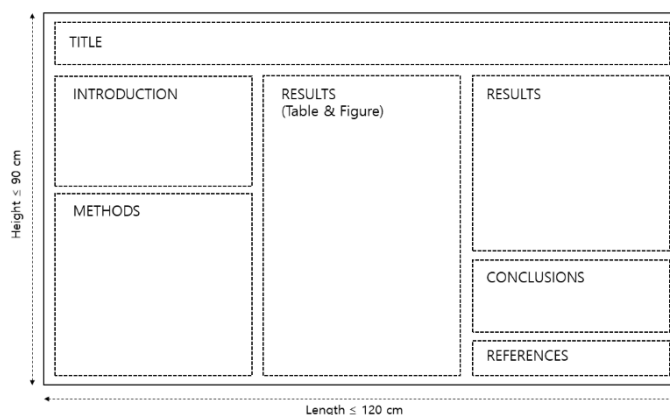 TITLE
INTRODUCTION
METHODS
RESULTS
(Table & Figure)
RESULTS
CONCLUSIONS
REFERENCES
Height ≤ 90 cm
Length ≤ 120 cm